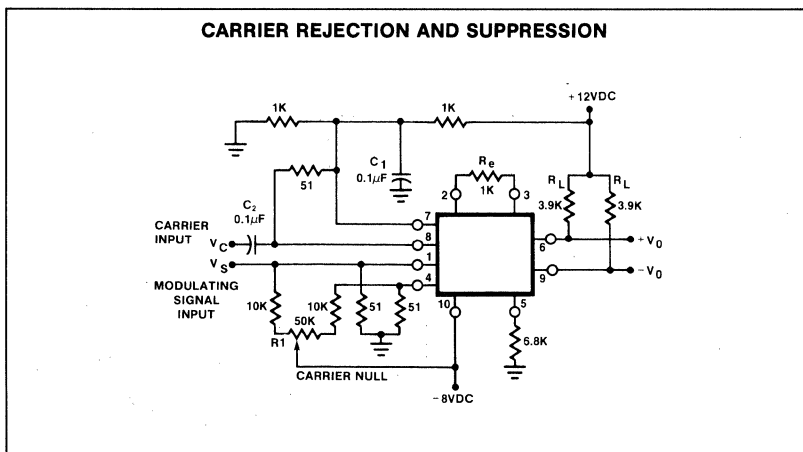 CARRIER REJECTION AND SUPPRESSION
+12VDC
1K
1K
C1
0.1µF
Re
1K
RL
3.9K
RL
3.9K
51
C2
0.1µF
2
3
CARRIER
INPUT
VC
7
8
6
+V0
VS
1
MODULATING
SIGNAL
INPUT
4
9
−V0
10K
10K
51
51
10
5
50K
R1
6.8K
CARRIER NULL
−8VDC